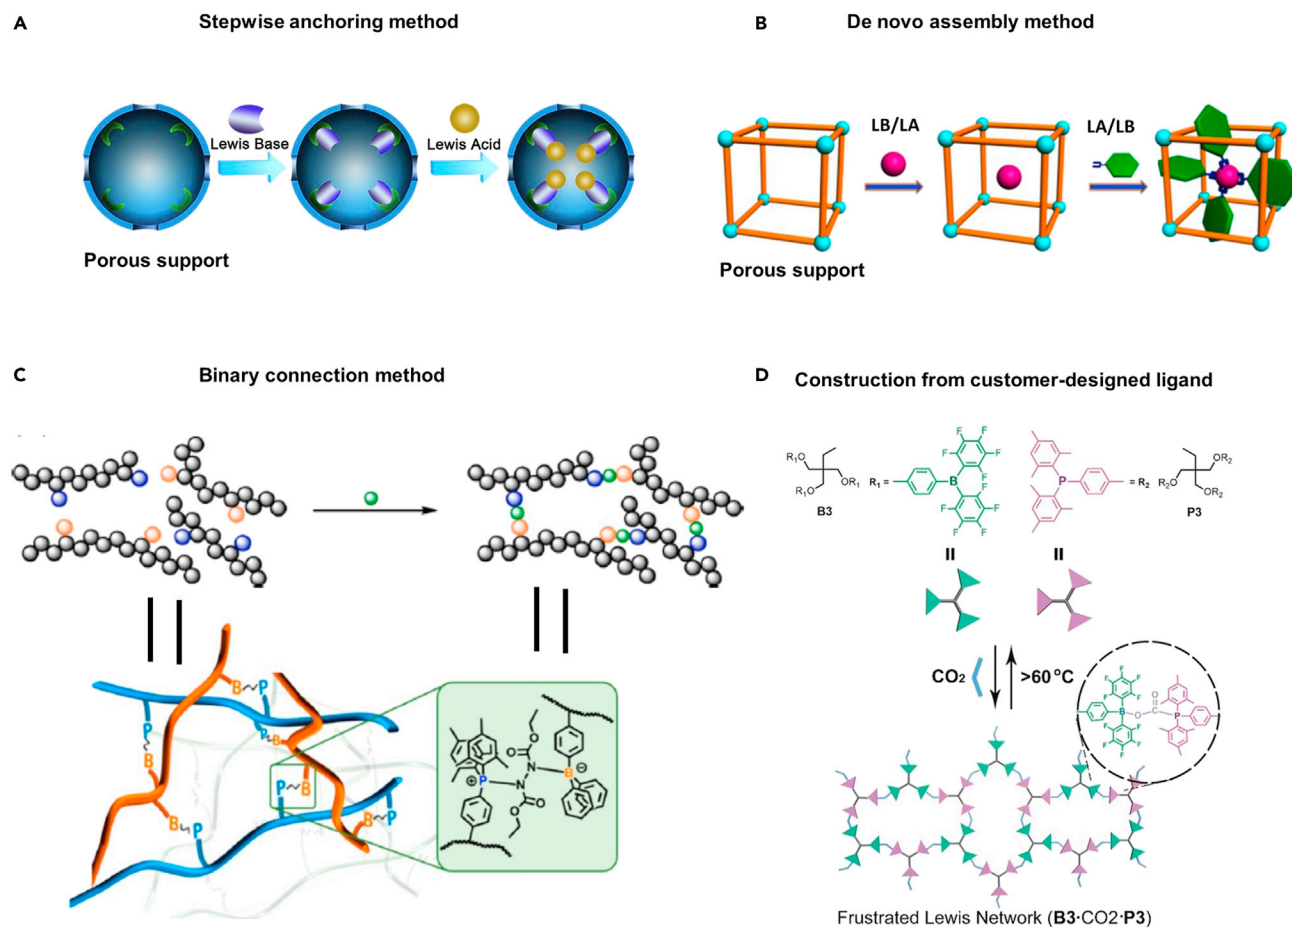 A
Stepwise anchoring method
Lewis Base
Lewis Acid
Porous support
B
De novo assembly method
LB/LA
LA/LB
Porous support
C
Binary connection method
B P
P B
P B
P B
B P
B P
P
⊕
N
N
O
O
O
O
B
⊖
D
Construction from customer-designed ligand
R₁O
R₁O
OR₁
B3
R₁ =
B
F F F F F
F F F F F
P
= R₂
OR₂
R₂O
OR₂
P3
II
II
CO₂
>60 °C
F F F F F
B
O
C
O
P
F F F F F
Frustrated Lewis Network (B3·CO2·P3)